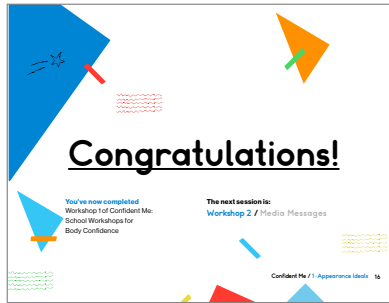 Congratulations!
You've now completed
Workshop 1 of Confident Me:
School Workshops for
Body Confidence
The next session is:
Workshop 2 / Media Messages
Confident Me / 1 - Appearance Ideals 16